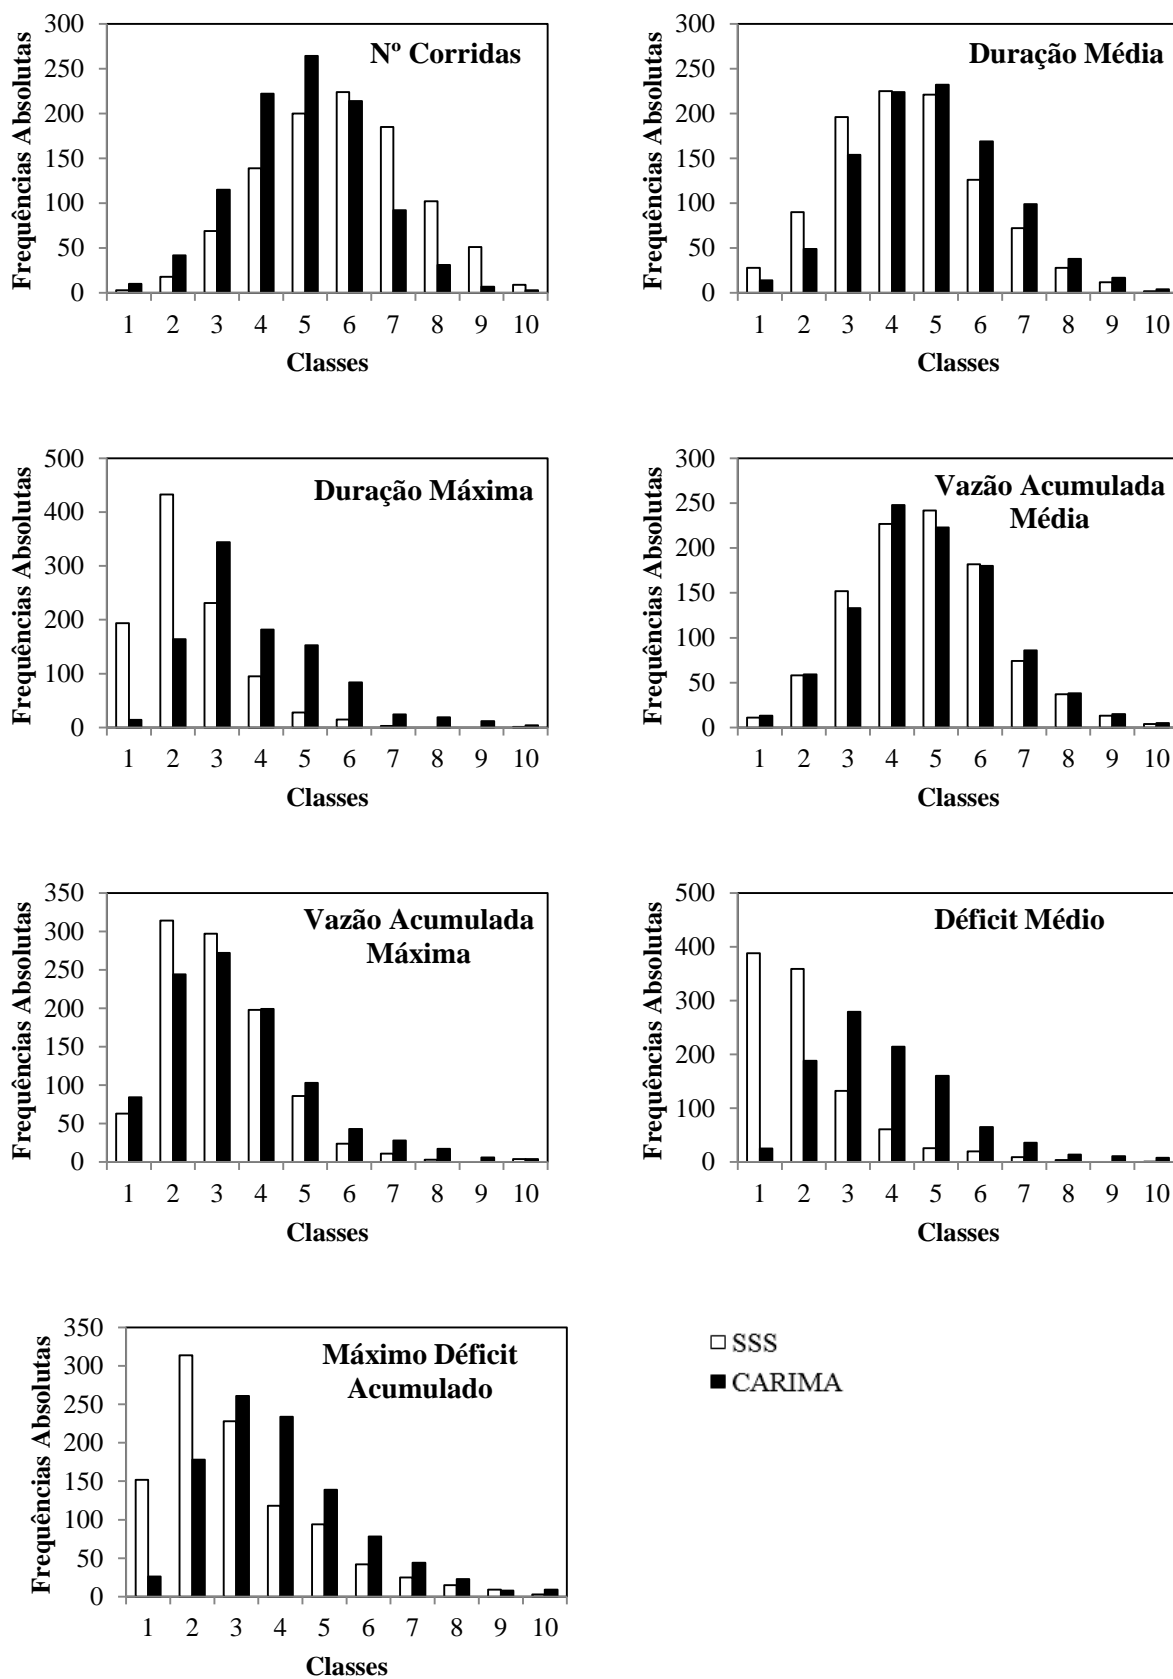 Nº Corridas
Frequências Absolutas
300
250
200
150
100
50
0
1 2 3 4 5 6 7 8 9 10
Classes
Duração Média
Frequências Absolutas
300
250
200
150
100
50
0
1 2 3 4 5 6 7 8 9 10
Classes
Duração Máxima
Frequências Absolutas
500
400
300
200
100
0
1 2 3 4 5 6 7 8 9 10
Classes
Vazão Acumulada
Média
Frequências Absolutas
300
250
200
150
100
50
0
1 2 3 4 5 6 7 8 9 10
Classes
Vazão Acumulada
Máxima
Frequências Absolutas
350
300
250
200
150
100
50
0
1 2 3 4 5 6 7 8 9 10
Classes
Déficit Médio
Frequências Absolutas
500
400
300
200
100
0
1 2 3 4 5 6 7 8 9 10
Classes
Máximo Déficit
Acumulado
Frequências Absolutas
350
300
250
200
150
100
50
0
1 2 3 4 5 6 7 8 9 10
Classes
SSS
CARIMA